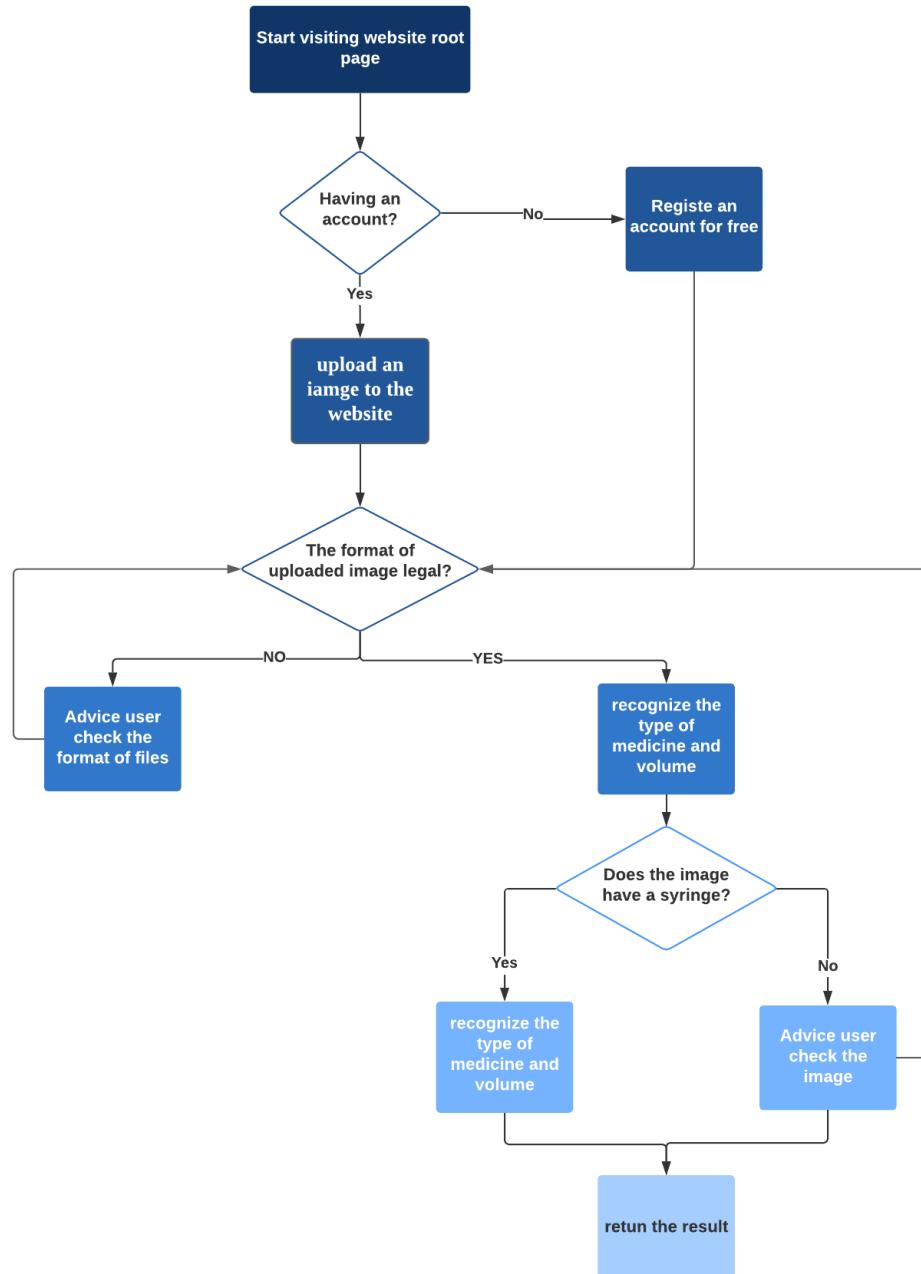 Start visiting website root
page
Having an
account?
No
Registe an
account for free
Yes
upload an
iamge to the
website
The format of
uploaded image legal?
NO
YES
Advice user
check the
format of files
recognize the
type of
medicine and
volume
Does the image
have a syringe?
Yes
No
recognize the
type of
medicine and
volume
Advice user
check the
image
retun the result